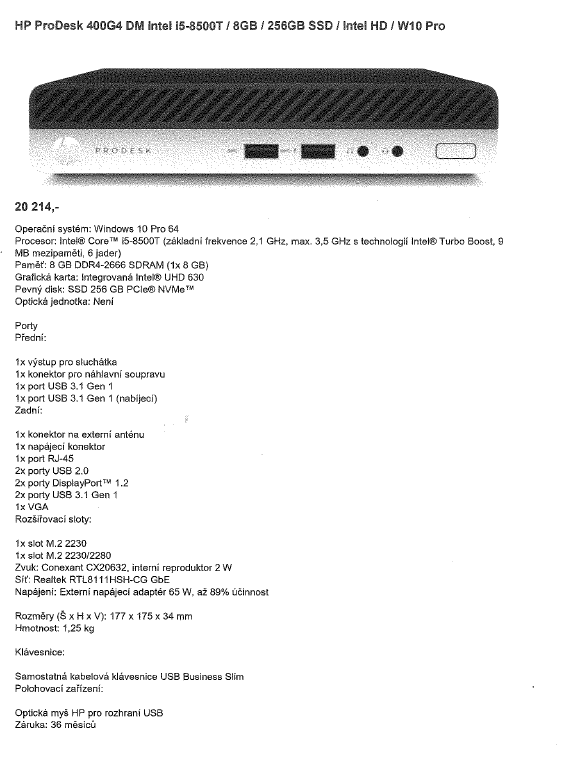 HP ProDesk 400G4 DM Intel i5-8500T / 8GB / 256GB SSD / Intel HD / W10 Pro
hp PRODESK
20 214,-
Operační systém: Windows 10 Pro 64
Procesor: Intel® Core™ i5-8500T (základní frekvence 2,1 GHz, max. 3,5 GHz s technologií Intel® Turbo Boost, 9
MB mezipaměti, 6 jader)
Paměť: 8 GB DDR4-2666 SDRAM (1x 8 GB)
Grafická karta: Integrovaná Intel® UHD 630
Pevný disk: SSD 256 GB PCIe® NVMe™
Optická jednotka: Není
Porty
Přední:
1x výstup pro sluchátka
1x konektor pro náhlavní soupravu
1x port USB 3.1 Gen 1
1x port USB 3.1 Gen 1 (nabíjecí)
Zadní:
1x konektor na externí anténu
1x napájecí konektor
1x port RJ-45
2x porty USB 2.0
2x porty DisplayPort™ 1.2
2x porty USB 3.1 Gen 1
1x VGA
Rozšiřovací sloty:
1x slot M.2 2230
1x slot M.2 2230/2280
Zvuk: Conexant CX20632, interní reproduktor 2 W
Síť: Realtek RTL8111HSH-CG GbE
Napájení: Externí napájecí adaptér 65 W, až 89% účinnost
Rozměry (Š x H x V): 177 x 175 x 34 mm
Hmotnost: 1,25 kg
Klávesnice:
Samostatná kabelová klávesnice USB Business Slim
Polohovací zařízení:
Optická myš HP pro rozhraní USB
Záruka: 36 měsíců